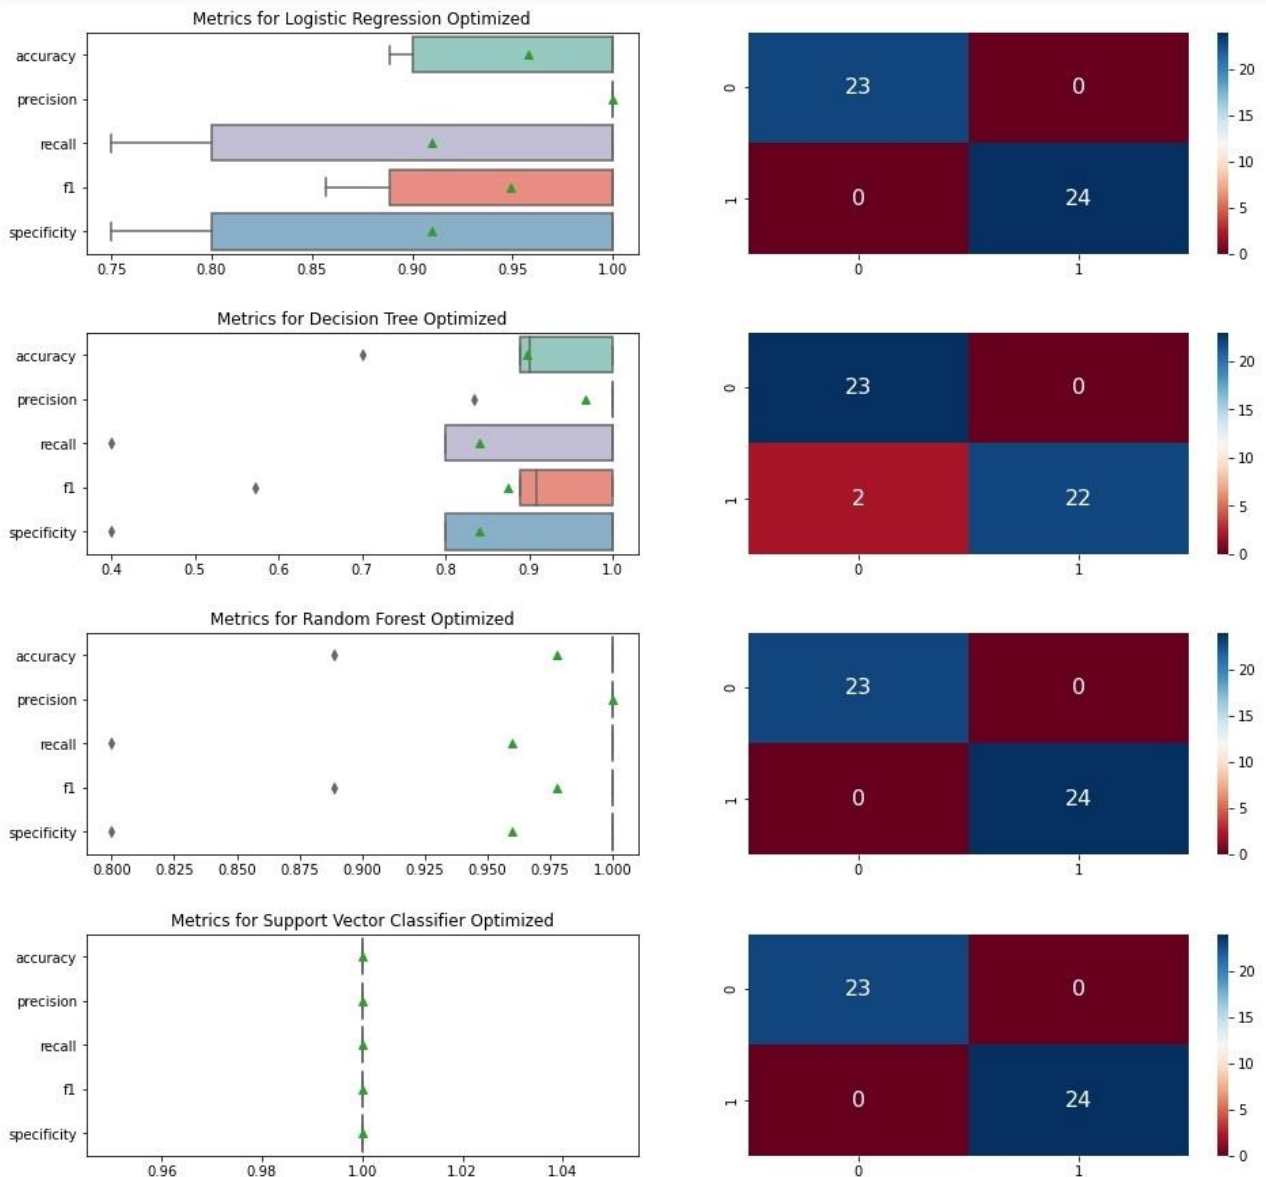 Metrics for Logistic Regression Optimized
accuracy
precision
recall
f1
specificity
0.75 0.80 0.85 0.90 0.95 1.00
0
1
23 0
0 24
0 1
20
15
10
5
0
Metrics for Decision Tree Optimized
accuracy
precision
recall
f1
specificity
0.4 0.5 0.6 0.7 0.8 0.9 1.0
0
1
23 0
2 22
0 1
20
15
10
5
0
Metrics for Random Forest Optimized
accuracy
precision
recall
f1
specificity
0.800 0.825 0.850 0.875 0.900 0.925 0.950 0.975 1.000
0
1
23 0
0 24
0 1
20
15
10
5
0
Metrics for Support Vector Classifier Optimized
accuracy
precision
recall
f1
specificity
0.96 0.98 1.00 1.02 1.04
0
1
23 0
0 24
0 1
20
15
10
5
0